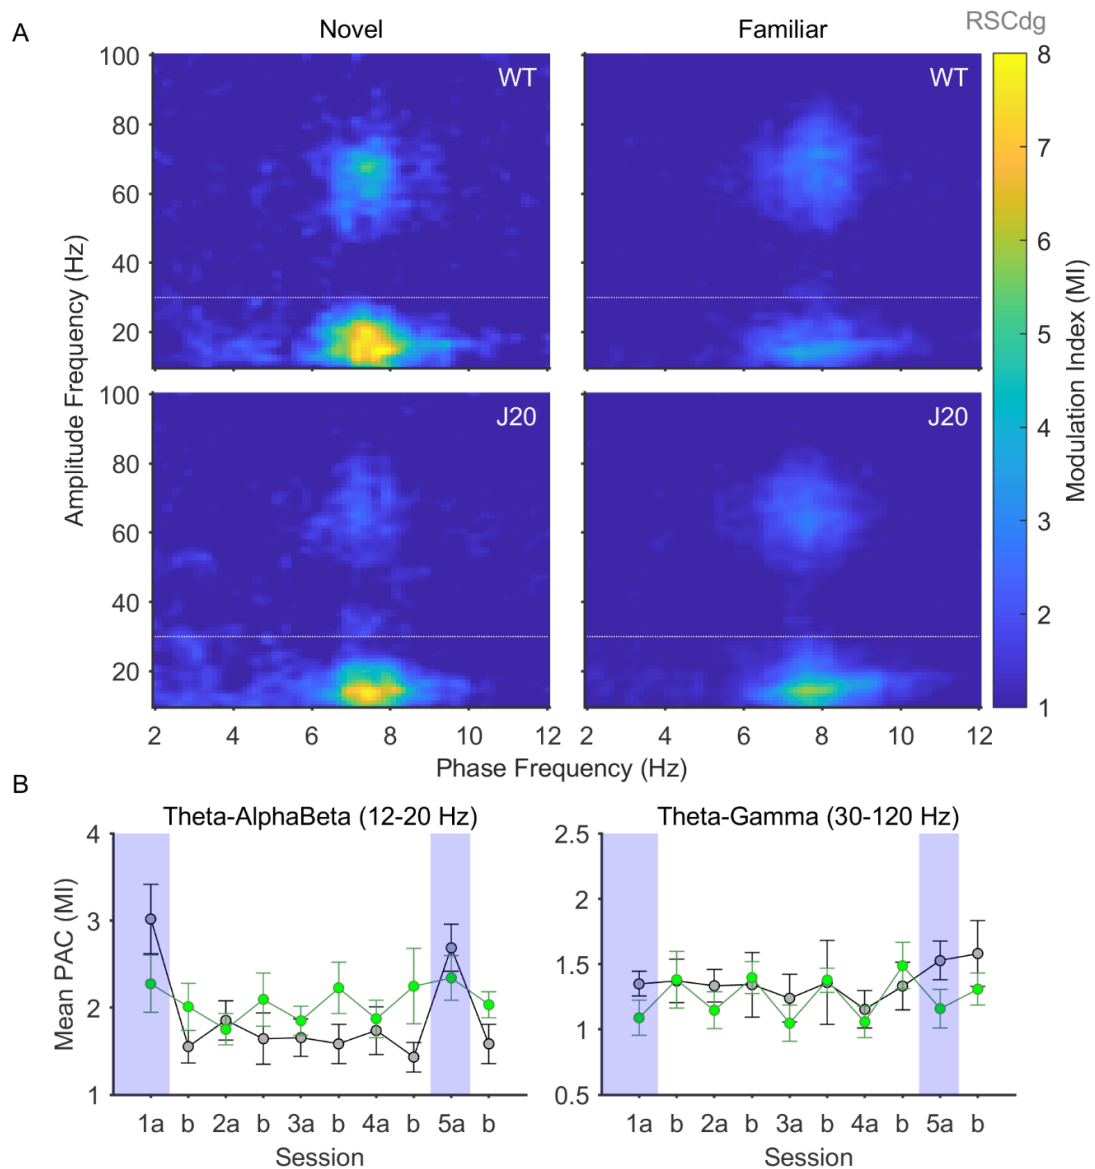 A
Novel
Familiar
RSCdg
WT
WT
100
80
60
40
20
8
7
6
5
4
3
2
1
Modulation Index (MI)
Amplitude Frequency (Hz)
J20
J20
100
80
60
40
20
2 4 6 8 10 12
2 4 6 8 10 12
Phase Frequency (Hz)
B
Theta-AlphaBeta (12-20 Hz)
Mean PAC (MI)
4
3
2
1
1a b 2a b 3a b 4a b 5a b
Session
Theta-Gamma (30-120 Hz)
2.5
2
1.5
1
0.5
1a b 2a b 3a b 4a b 5a b
Session